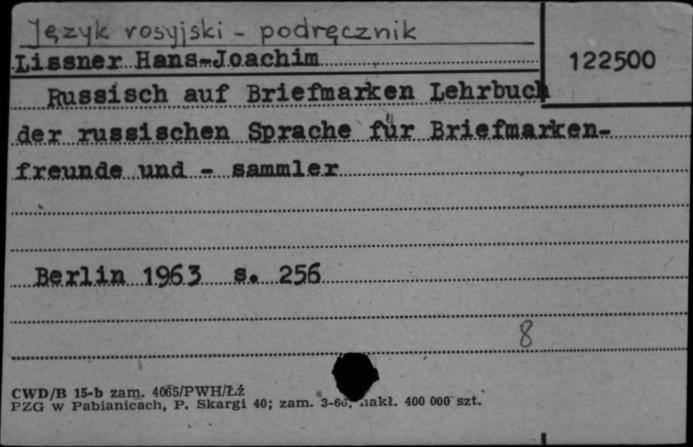 Język rosyjski - podręcznik
Lissner Hans-Joachim
122500
Russisch auf Briefmarken Lehrbuch
der russischen Sprache für Briefmarken-
freunde und - sammler
Berlin 1963 s. 256
8
CWD/B 15-b zam. 4065/PWH/Łź
PZG w Pabianicach, P. Skargi 40; zam. nakł. 400 000 szt.